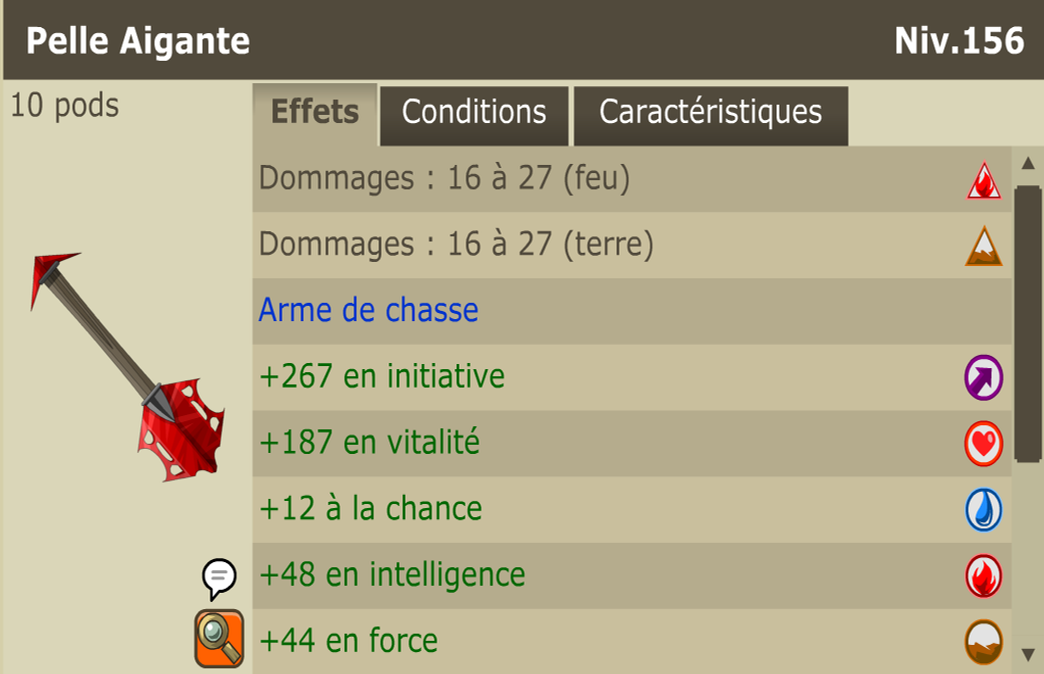 Pelle Aigante
Niv.156
10 pods
Effets
Conditions
Caractéristiques
Dommages : 16 à 27 (feu)
Dommages : 16 à 27 (terre)
Arme de chasse
+267 en initiative
+187 en vitalité
+12 à la chance
+48 en intelligence
+44 en force